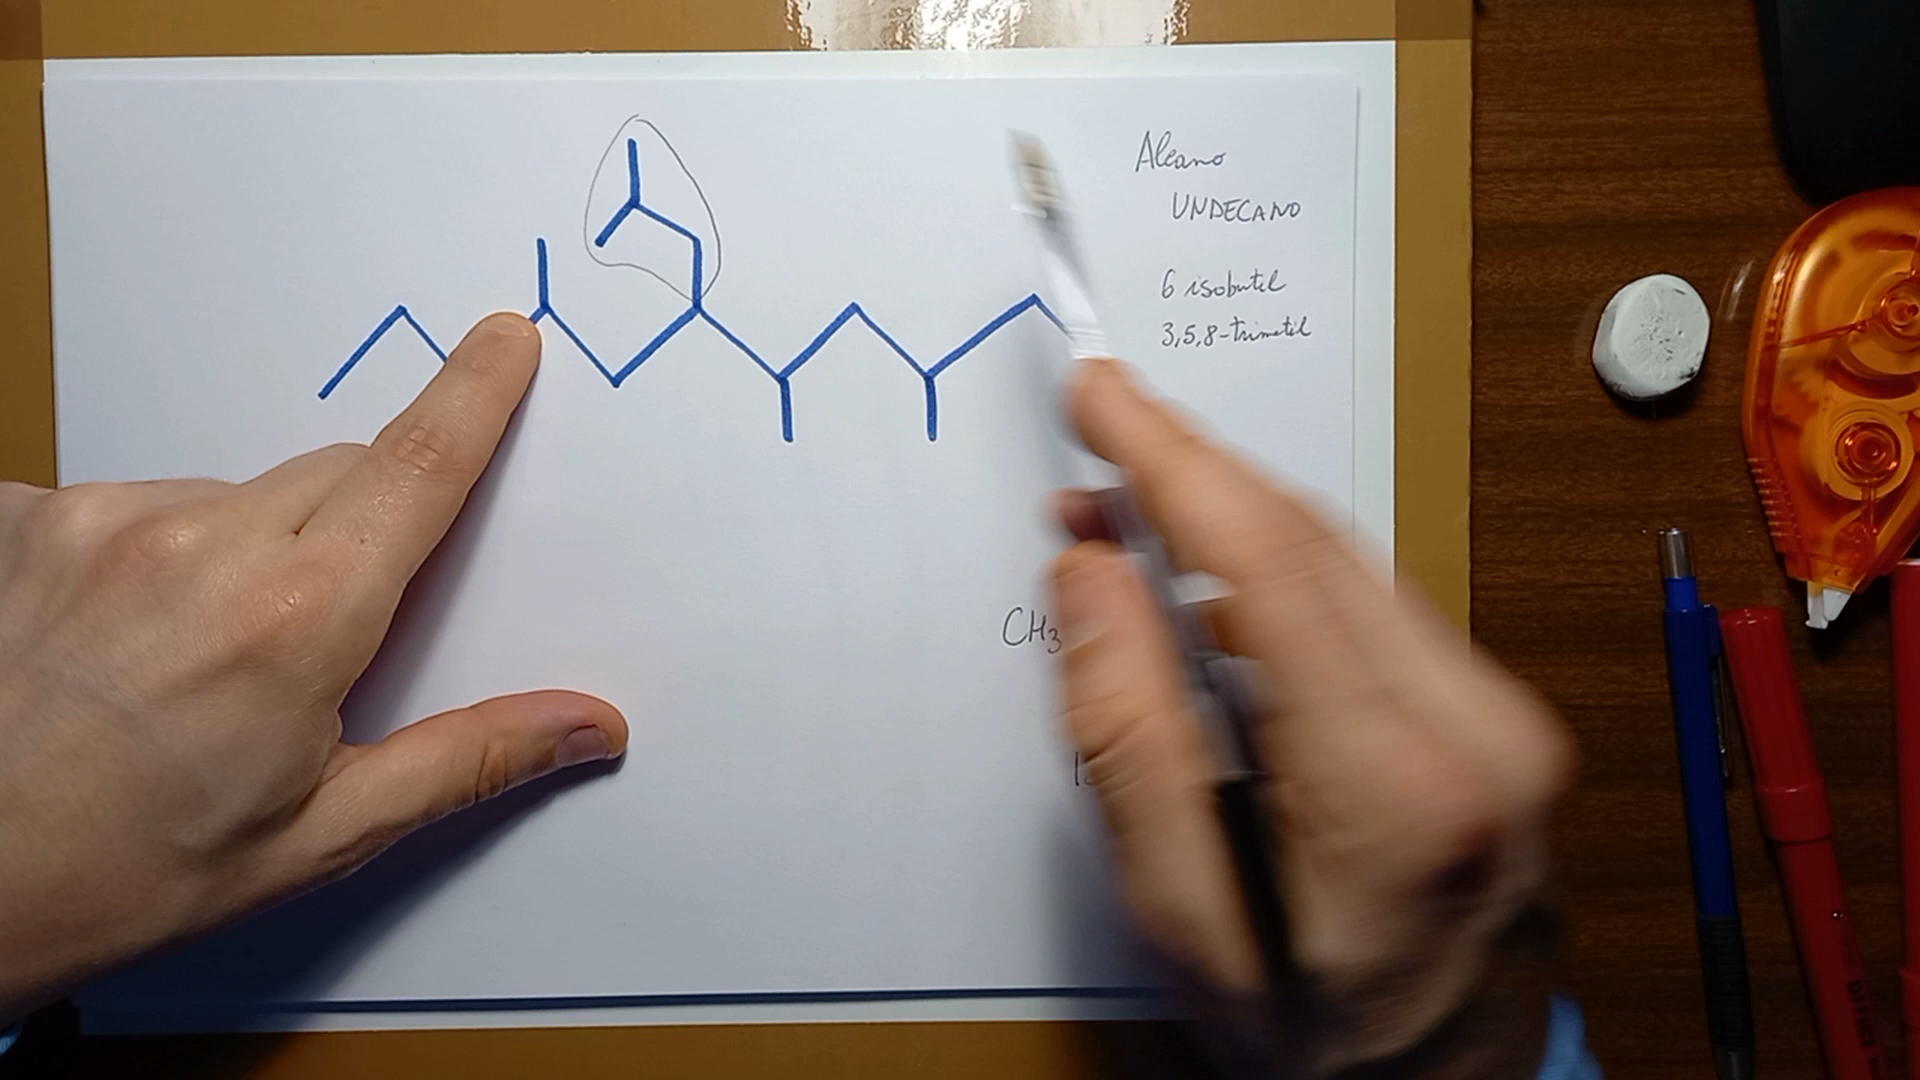 Alcano
UNDECANO
6 isobutil
3,5,8-trimetil
CH3